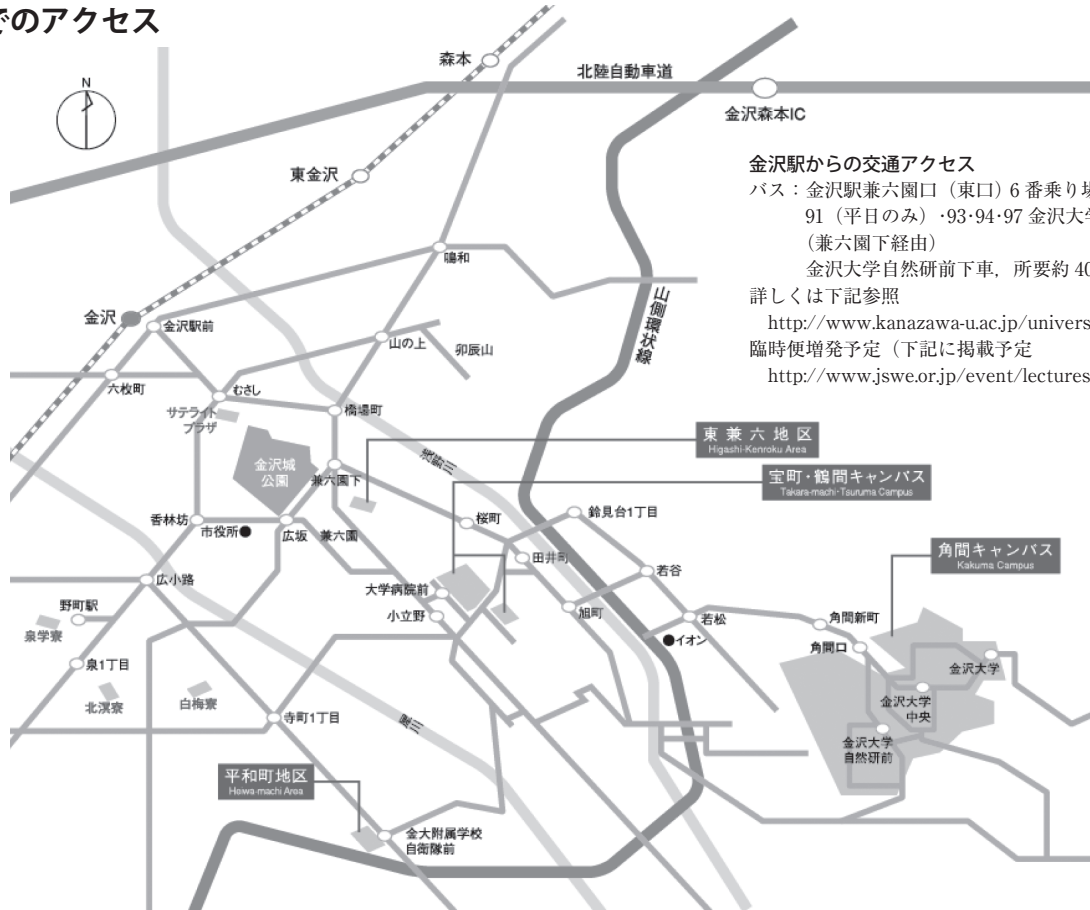 でのアクセス
N
森本
北陸自動車道
金沢森本IC
東金沢
金沢駅からの交通アクセス
バス：金沢駅兼六園口（東口）6 番乗り場
91（平日のみ）·93·94·97 金沢大学
（兼六園下経由）
金沢大学自然研前下車，所要約 40
詳しくは下記参照
http://www.kanazawa-u.ac.jp/univers
臨時便増発予定（下記に掲載予定
http://www.jswe.or.jp/event/lectures
鳴和
山側環状線
金沢
金沢駅前
山の上
卯辰山
六枚町
むさし
サテライト
プラザ
橋場町
東兼六地区
Higashi-Kenroku Area
金沢城
公園
兼六園下
浅野川
宝町・鶴間キャンパス
Takara-machi·Tsuruma Campus
香林坊
市役所
広坂
兼六園
桜町
鈴見台1丁目
角間キャンパス
Kakuma Campus
田井町
広小路
大学病院前
若谷
野町駅
小立野
旭町
若松
角間新町
泉学寮
イオン
角間口
泉1丁目
金沢大学
北溟寮
白梅寮
金沢大学
中央
寺町1丁目
犀川
金沢大学
自然研前
平和町地区
Heiwa-machi Area
金大附属学校
自衛隊前